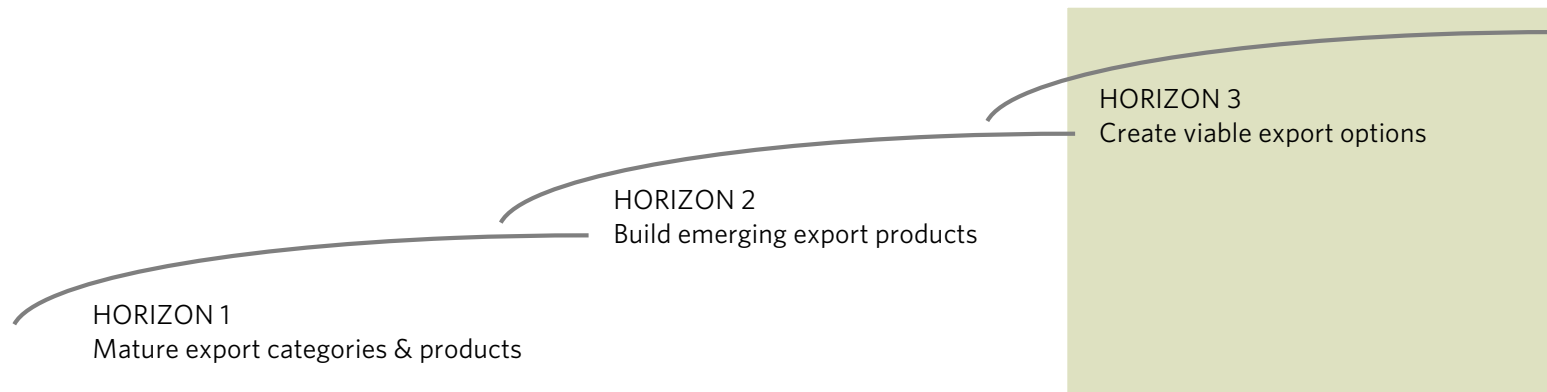 HORIZON 3
Create viable export options
HORIZON 2
Build emerging export products
HORIZON 1
Mature export categories & products